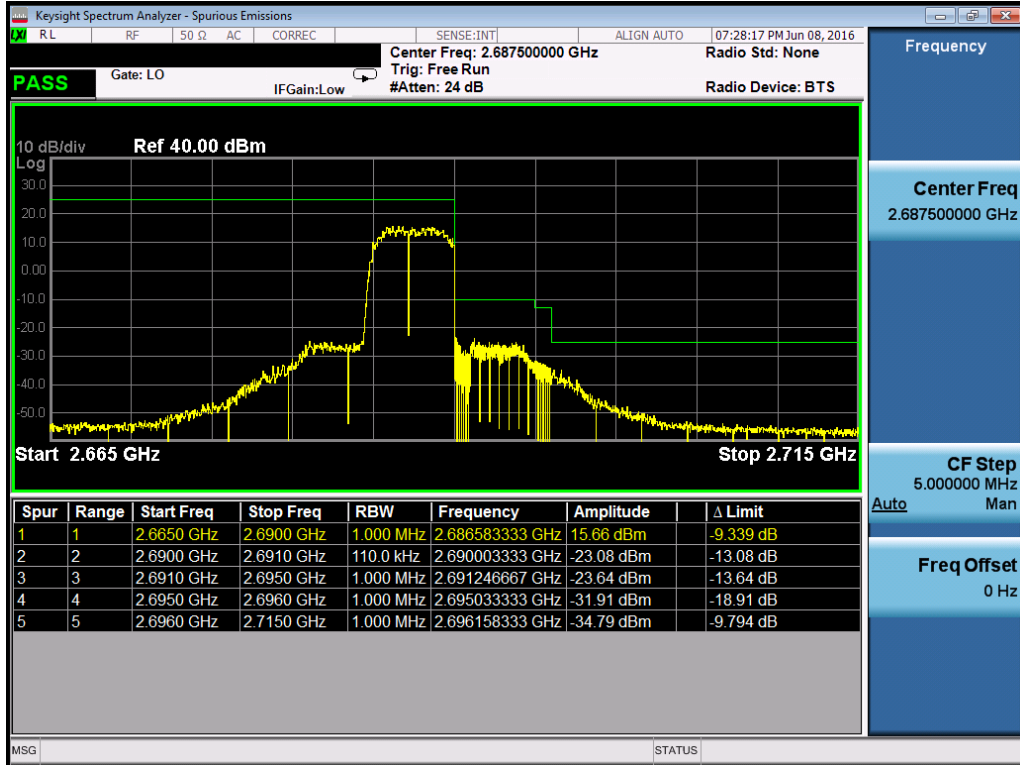 Keysight Spectrum Analyzer - Spurious Emissions
LXI RL RF 50 Ω AC CORREC SENSE:INT ALIGN AUTO 07:28:17 PM Jun 08, 2016
Center Freq: 2.687500000 GHz Radio Std: None
PASS Gate: LO Trig: Free Run
IFGain:Low #Atten: 24 dB Radio Device: BTS
10 dB/div Ref 40.00 dBm
Log
30.0
20.0
10.0
0.00
-10.0
-20.0
-30.0
-40.0
-50.0
Start 2.665 GHz Stop 2.715 GHz
Spur Range Start Freq Stop Freq RBW Frequency Amplitude Δ Limit
1 1 2.6650 GHz 2.6900 GHz 1.000 MHz 2.686583333 GHz 15.66 dBm -9.339 dB
2 2 2.6900 GHz 2.6910 GHz 110.0 kHz 2.690003333 GHz -23.08 dBm -13.08 dB
3 3 2.6910 GHz 2.6950 GHz 1.000 MHz 2.691246667 GHz -23.64 dBm -13.64 dB
4 4 2.6950 GHz 2.6960 GHz 1.000 MHz 2.695033333 GHz -31.91 dBm -18.91 dB
5 5 2.6960 GHz 2.7150 GHz 1.000 MHz 2.696158333 GHz -34.79 dBm -9.794 dB
MSG STATUS
Frequency
Center Freq
2.687500000 GHz
CF Step
5.000000 MHz
Auto Man
Freq Offset
0 Hz